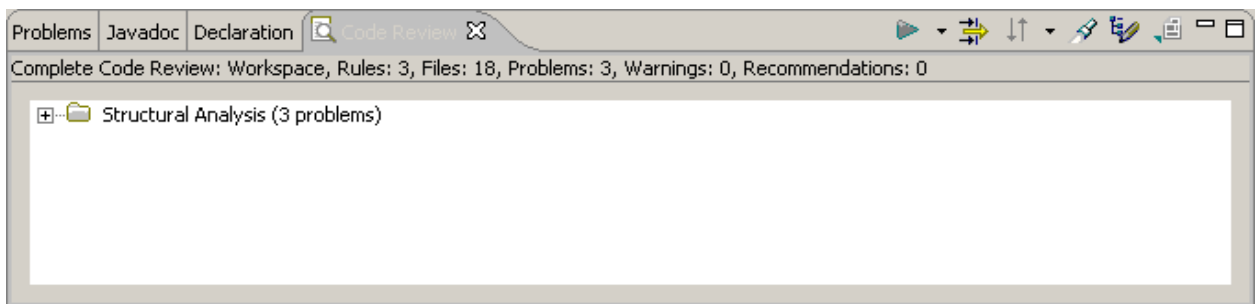 Problems Javadoc Declaration Code Review
Complete Code Review: Workspace, Rules: 3, Files: 18, Problems: 3, Warnings: 0, Recommendations: 0
Structural Analysis (3 problems)